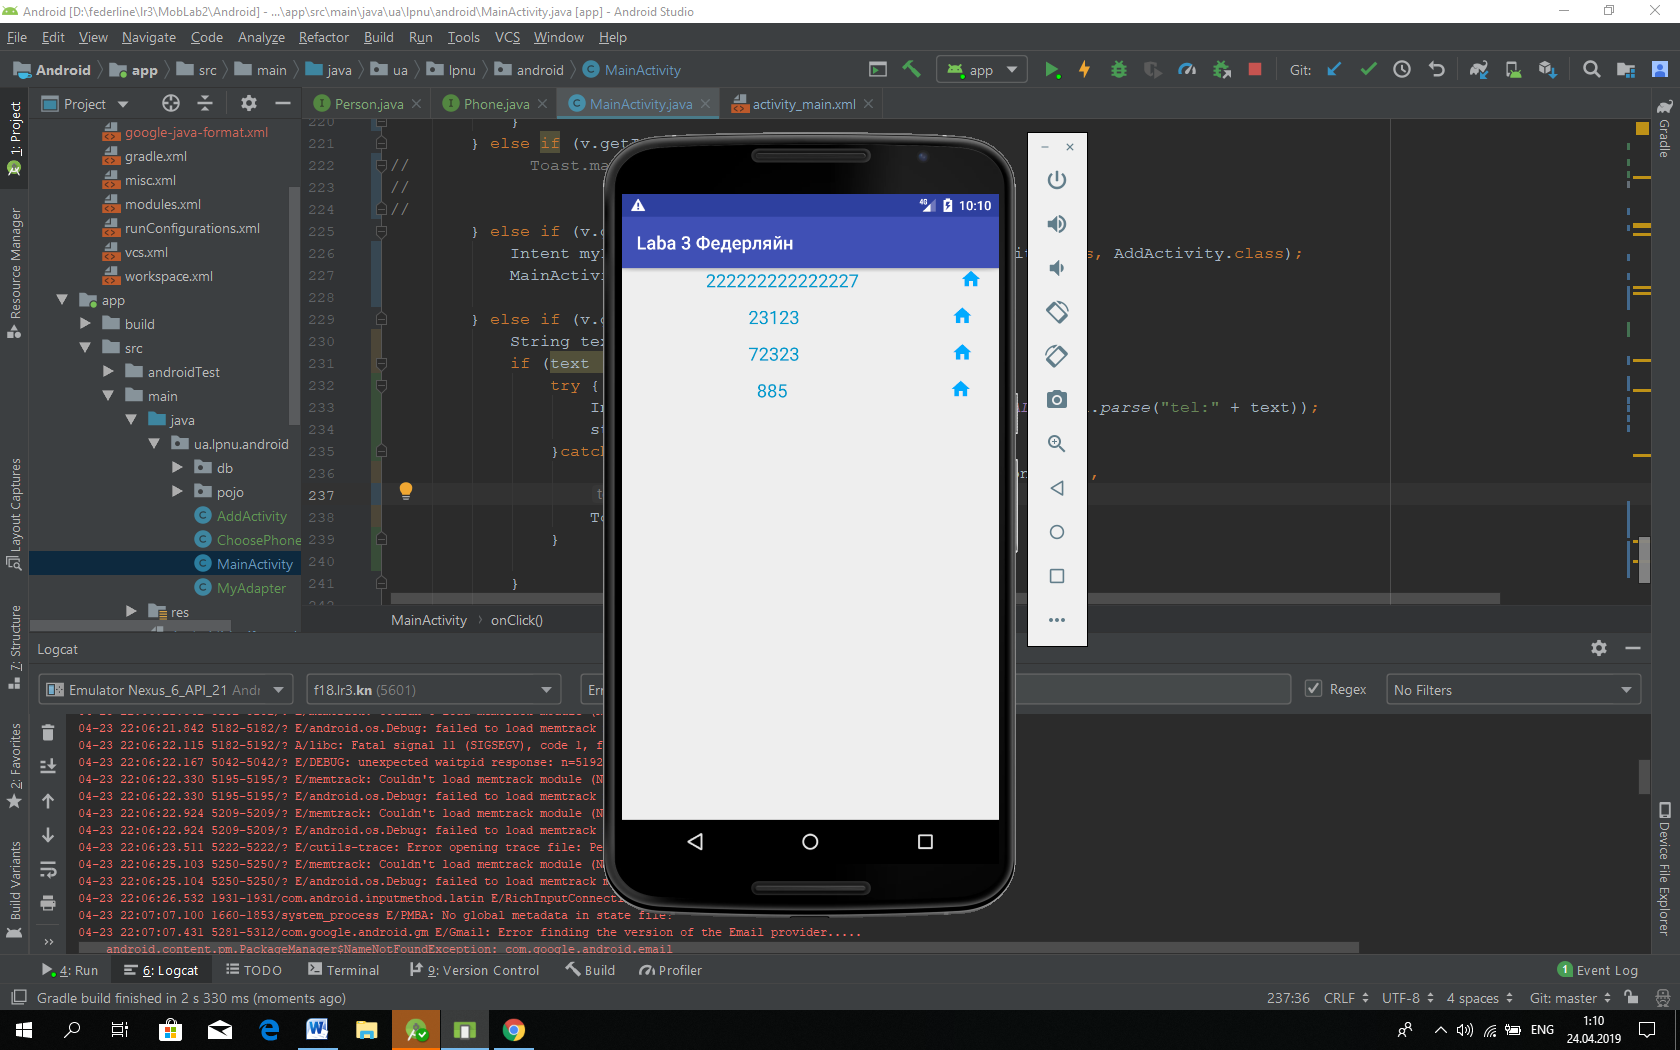 Android [D:\federline\lr3\MobLab2\Android] - ...\app\src\main\java\ua\lpnu\android\MainActivity.java [app] - Android Studio
File Edit View Navigate Code Analyze Refactor Build Run Tools VCS Window Help
Android app src main java ua lpnu android MainActivity app Git:
Project Person.java Phone.java MainActivity.java activity_main.xml
google-java-format.xml
gradle.xml
misc.xml
modules.xml
runConfigurations.xml
vcs.xml
workspace.xml
app
build
src
androidTest
main
java
ua.lpnu.android
db
pojo
AddActivity
ChoosePhone
MainActivity
MyAdapter
res
1: Project
Resource Manager
Layout Captures
7: Structure
2: Favorites
Build Variants
Gradle
Device File Explorer
220 }
221 } else if (v.get
222 // Toast.ma
223 //
224 //
225 } else if (v.
226 Intent my s, AddActivity.class);
227 MainActivi
228
229 } else if (v.
230 String tex
231 if (text
232 try {
233 In .parse("tel:" + text));
234 st
235 }catch
236
237
238 To
239 }
240
241 }
MainActivity onClick()
10:10
Laba 3 Федерляйн
222222222222227
23123
72323
885
Logcat
Emulator Nexus_6_API_21 Andr f18.lr3.kn (5601) Err Regex No Filters
04-23 22:06:21.842 5182-5182/? E/android.os.Debug: failed to load memtrack
04-23 22:06:22.115 5182-5192/? A/libc: Fatal signal 11 (SIGSEGV), code 1, f
04-23 22:06:22.167 5042-5042/? E/DEBUG: unexpected waitpid response: n=5192
04-23 22:06:22.330 5195-5195/? E/memtrack: Couldn't load memtrack module (N
04-23 22:06:22.330 5195-5195/? E/android.os.Debug: failed to load memtrack
04-23 22:06:22.924 5209-5209/? E/memtrack: Couldn't load memtrack module (N
04-23 22:06:22.924 5209-5209/? E/android.os.Debug: failed to load memtrack
04-23 22:06:23.511 5222-5222/? E/cutils-trace: Error opening trace file: Pe
04-23 22:06:25.103 5250-5250/? E/memtrack: Couldn't load memtrack module (N
04-23 22:06:25.104 5250-5250/? E/android.os.Debug: failed to load memtrack m
04-23 22:06:26.532 1931-1931/com.android.inputmethod.latin E/RichInputConnecti
04-23 22:07:07.100 1660-1853/system_process E/PMBA: No global metadata in state file!
04-23 22:07:07.431 5281-5312/com.google.android.gm E/Gmail: Error finding the version of the Email provider.....
android.content.pm.PackageManager$NameNotFoundException: com.google.android.email
4: Run 6: Logcat TODO Terminal 9: Version Control Build Profiler 1 Event Log
Gradle build finished in 2 s 330 ms (moments ago) 237:36 CRLF UTF-8 4 spaces Git: master
ENG 1:10
24.04.2019